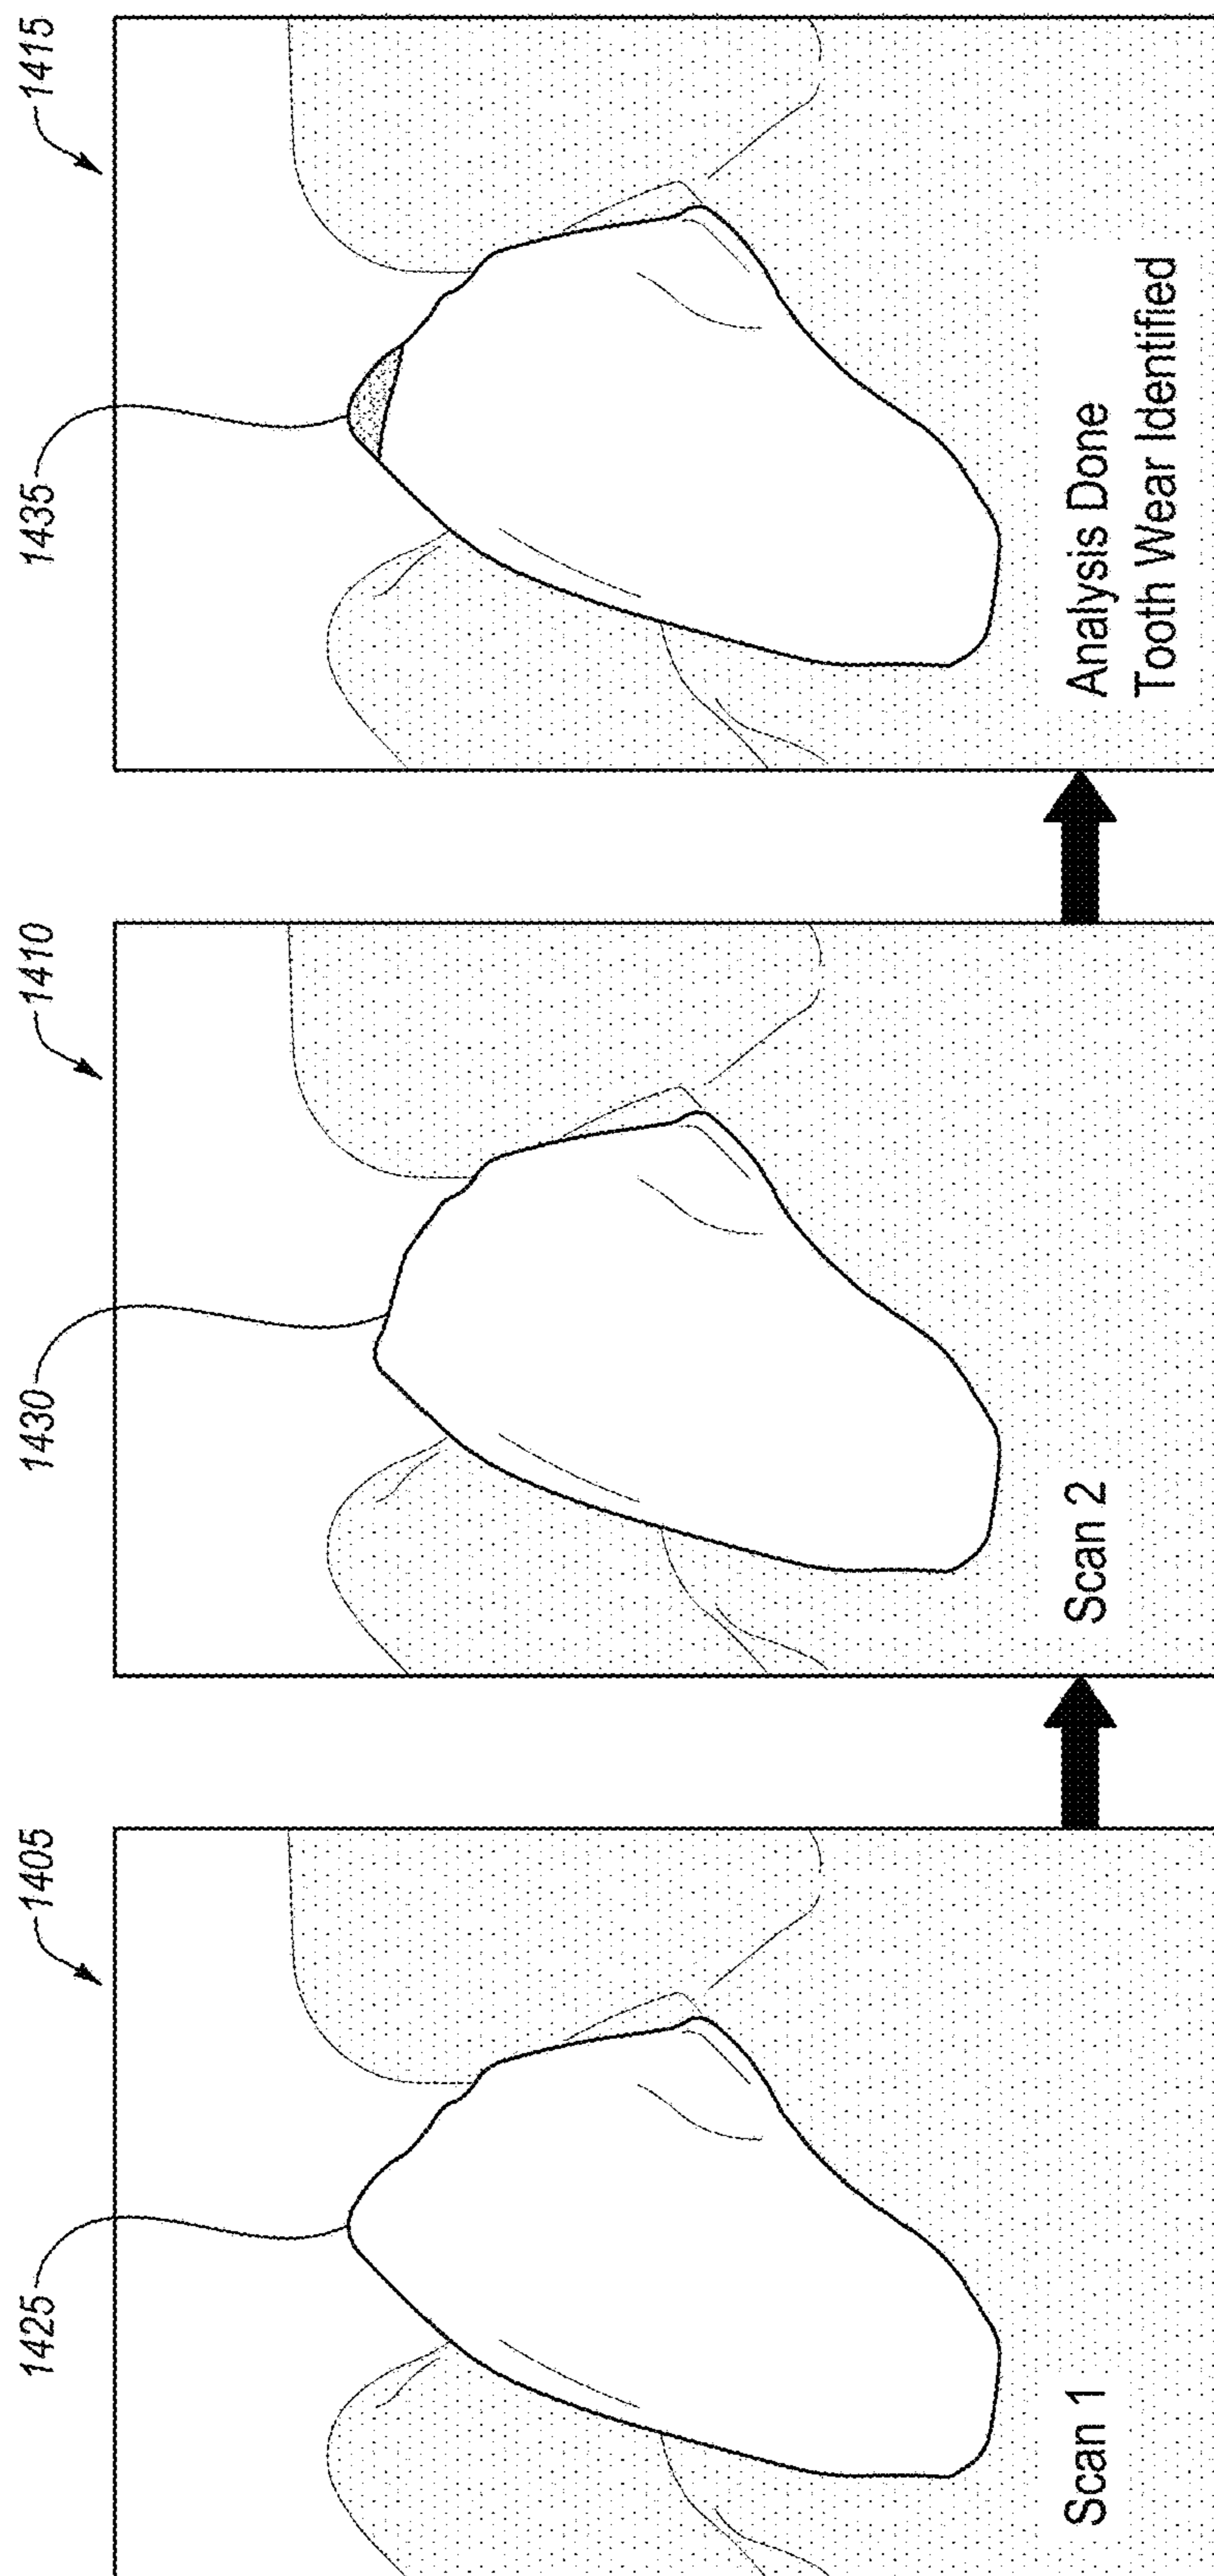 1405
1425
Scan 1
1410
1430
Scan 2
1415
1435
Analysis Done
Tooth Wear Identified